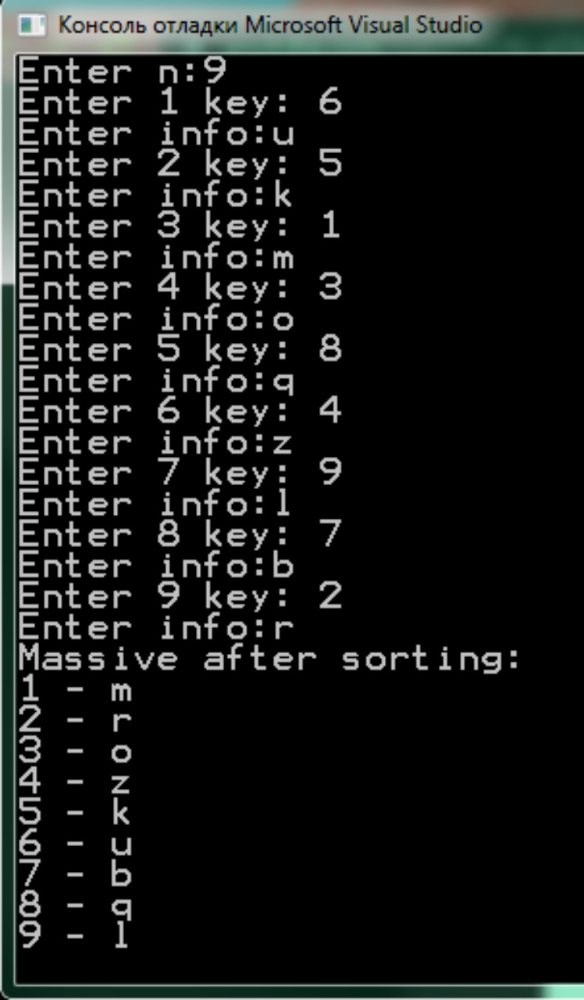 Консоль отладки Microsoft Visual Studio
Enter n:9
Enter 1 key: 6
Enter info:u
Enter 2 key: 5
Enter info:k
Enter 3 key: 1
Enter info:m
Enter 4 key: 3
Enter info:o
Enter 5 key: 8
Enter info:q
Enter 6 key: 4
Enter info:z
Enter 7 key: 9
Enter info:l
Enter 8 key: 7
Enter info:b
Enter 9 key: 2
Enter info:r
Massive after sorting:
1 - m
2 - r
3 - o
4 - z
5 - k
6 - u
7 - b
8 - q
9 - l